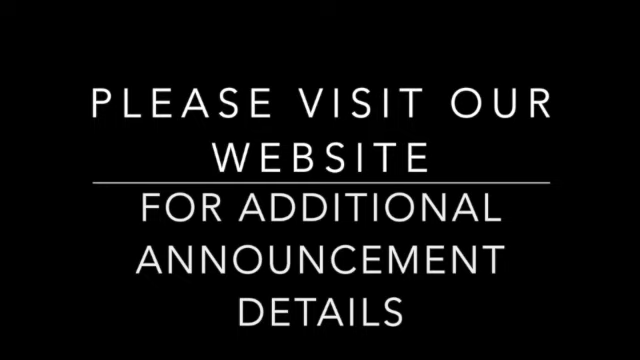 PLEASE VISIT OUR
WEBSITE
FOR ADDITIONAL
ANNOUNCEMENT
DETAILS